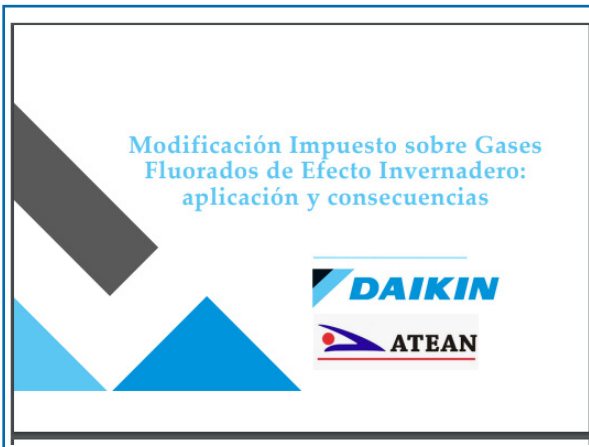 Modificación Impuesto sobre Gases
Fluorados de Efecto Invernadero:
aplicación y consecuencias
DAIKIN
ATEAN